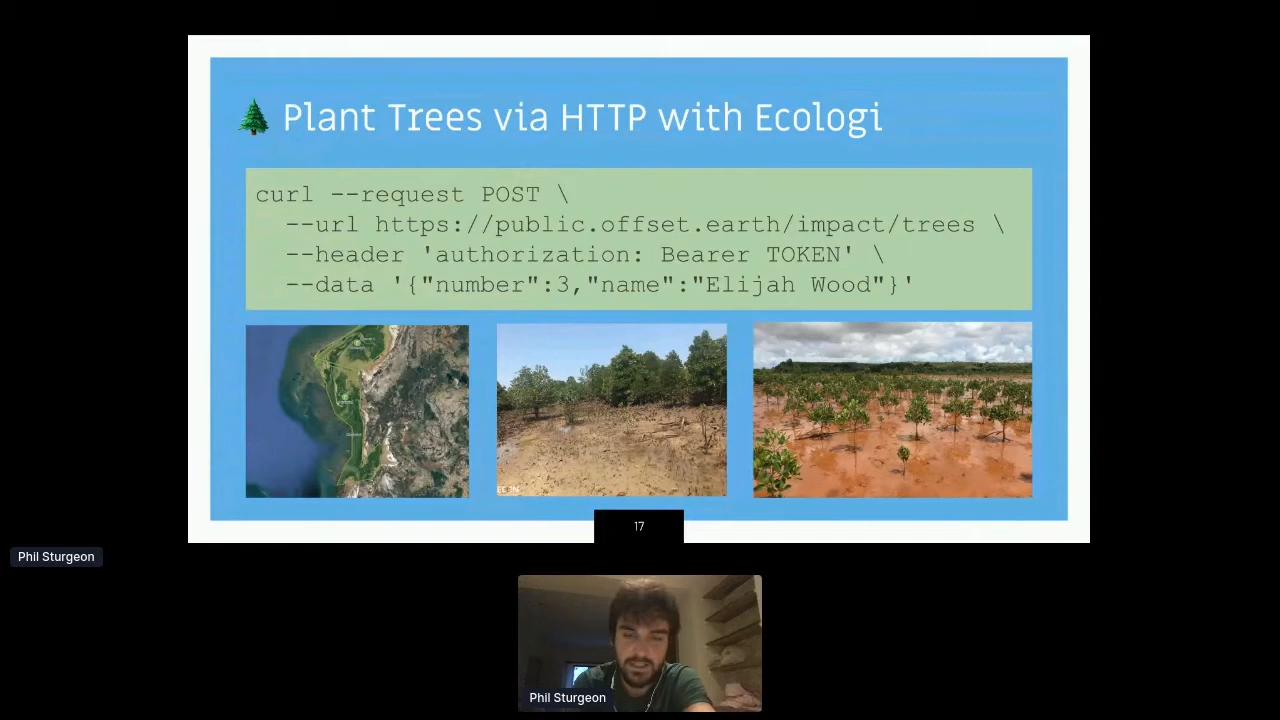 🌲 Plant Trees via HTTP with Ecologi
curl --request POST \
--url https://public.offset.earth/impact/trees \
--header 'authorization: Bearer TOKEN' \
--data '{"number":3,"name":"Elijah Wood"}'
17
Phil Sturgeon
Phil Sturgeon